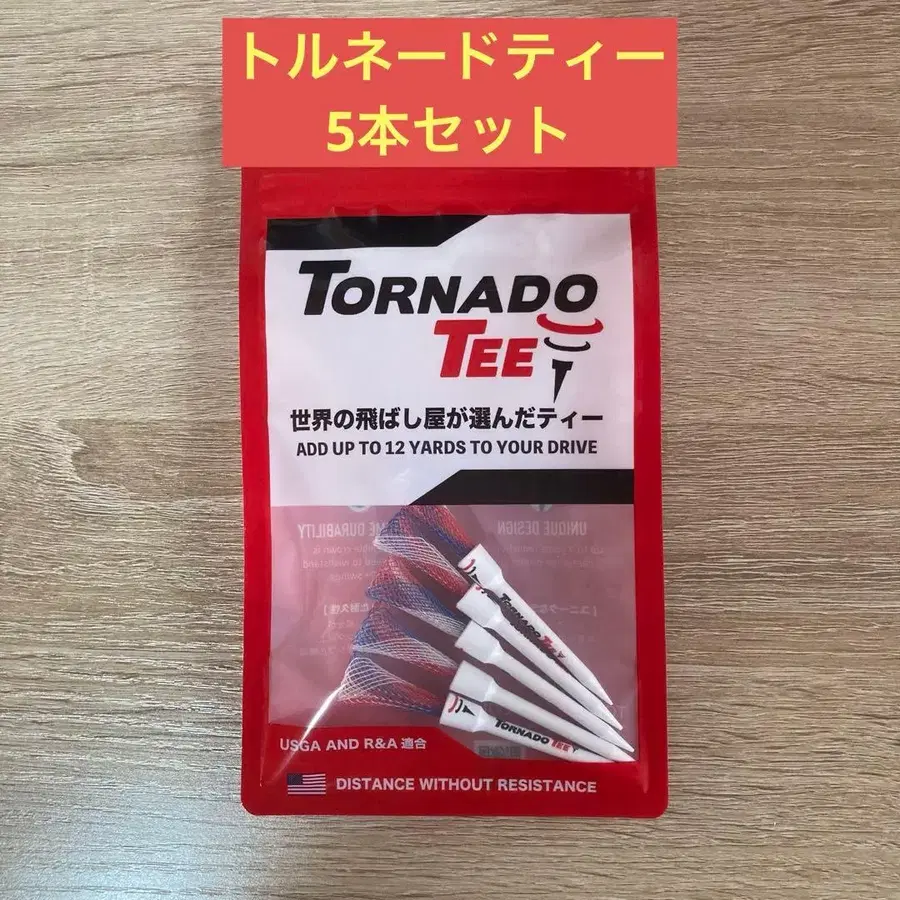 トルネードティー
5本セット
TORNADO
TEE
世界の飛ばし屋が選んだティー
ADD UP TO 12 YARDS TO YOUR DRIVE
UNIQUE DESIGN
DURABILITY
TORNADO TEE
TORNADO TEE
USGA AND R&A 適合
DISTANCE WITHOUT RESISTANCE